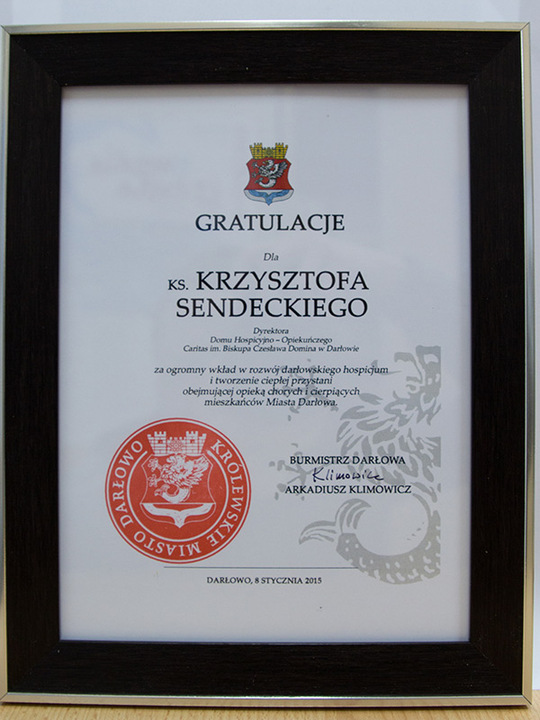 GRATULACJE
Dla
KS. KRZYSZTOFA
SENDECKIEGO
Dyrektora
Domu Hospicyjno – Opiekuńczego
Caritas im. Biskupa Czesława Domina w Darłowie
za ogromny wkład w rozwój darłowskiego hospicjum
i tworzenie ciepłej przystani
obejmującej opieką chorych i cierpiących
mieszkańców Miasta Darłowa.
KRÓLEWSKIE MIASTO DARŁOWO
BURMISTRZ DARŁOWA
Klimowicz
ARKADIUSZ KLIMOWICZ
DARŁOWO, 8 STYCZNIA 2015